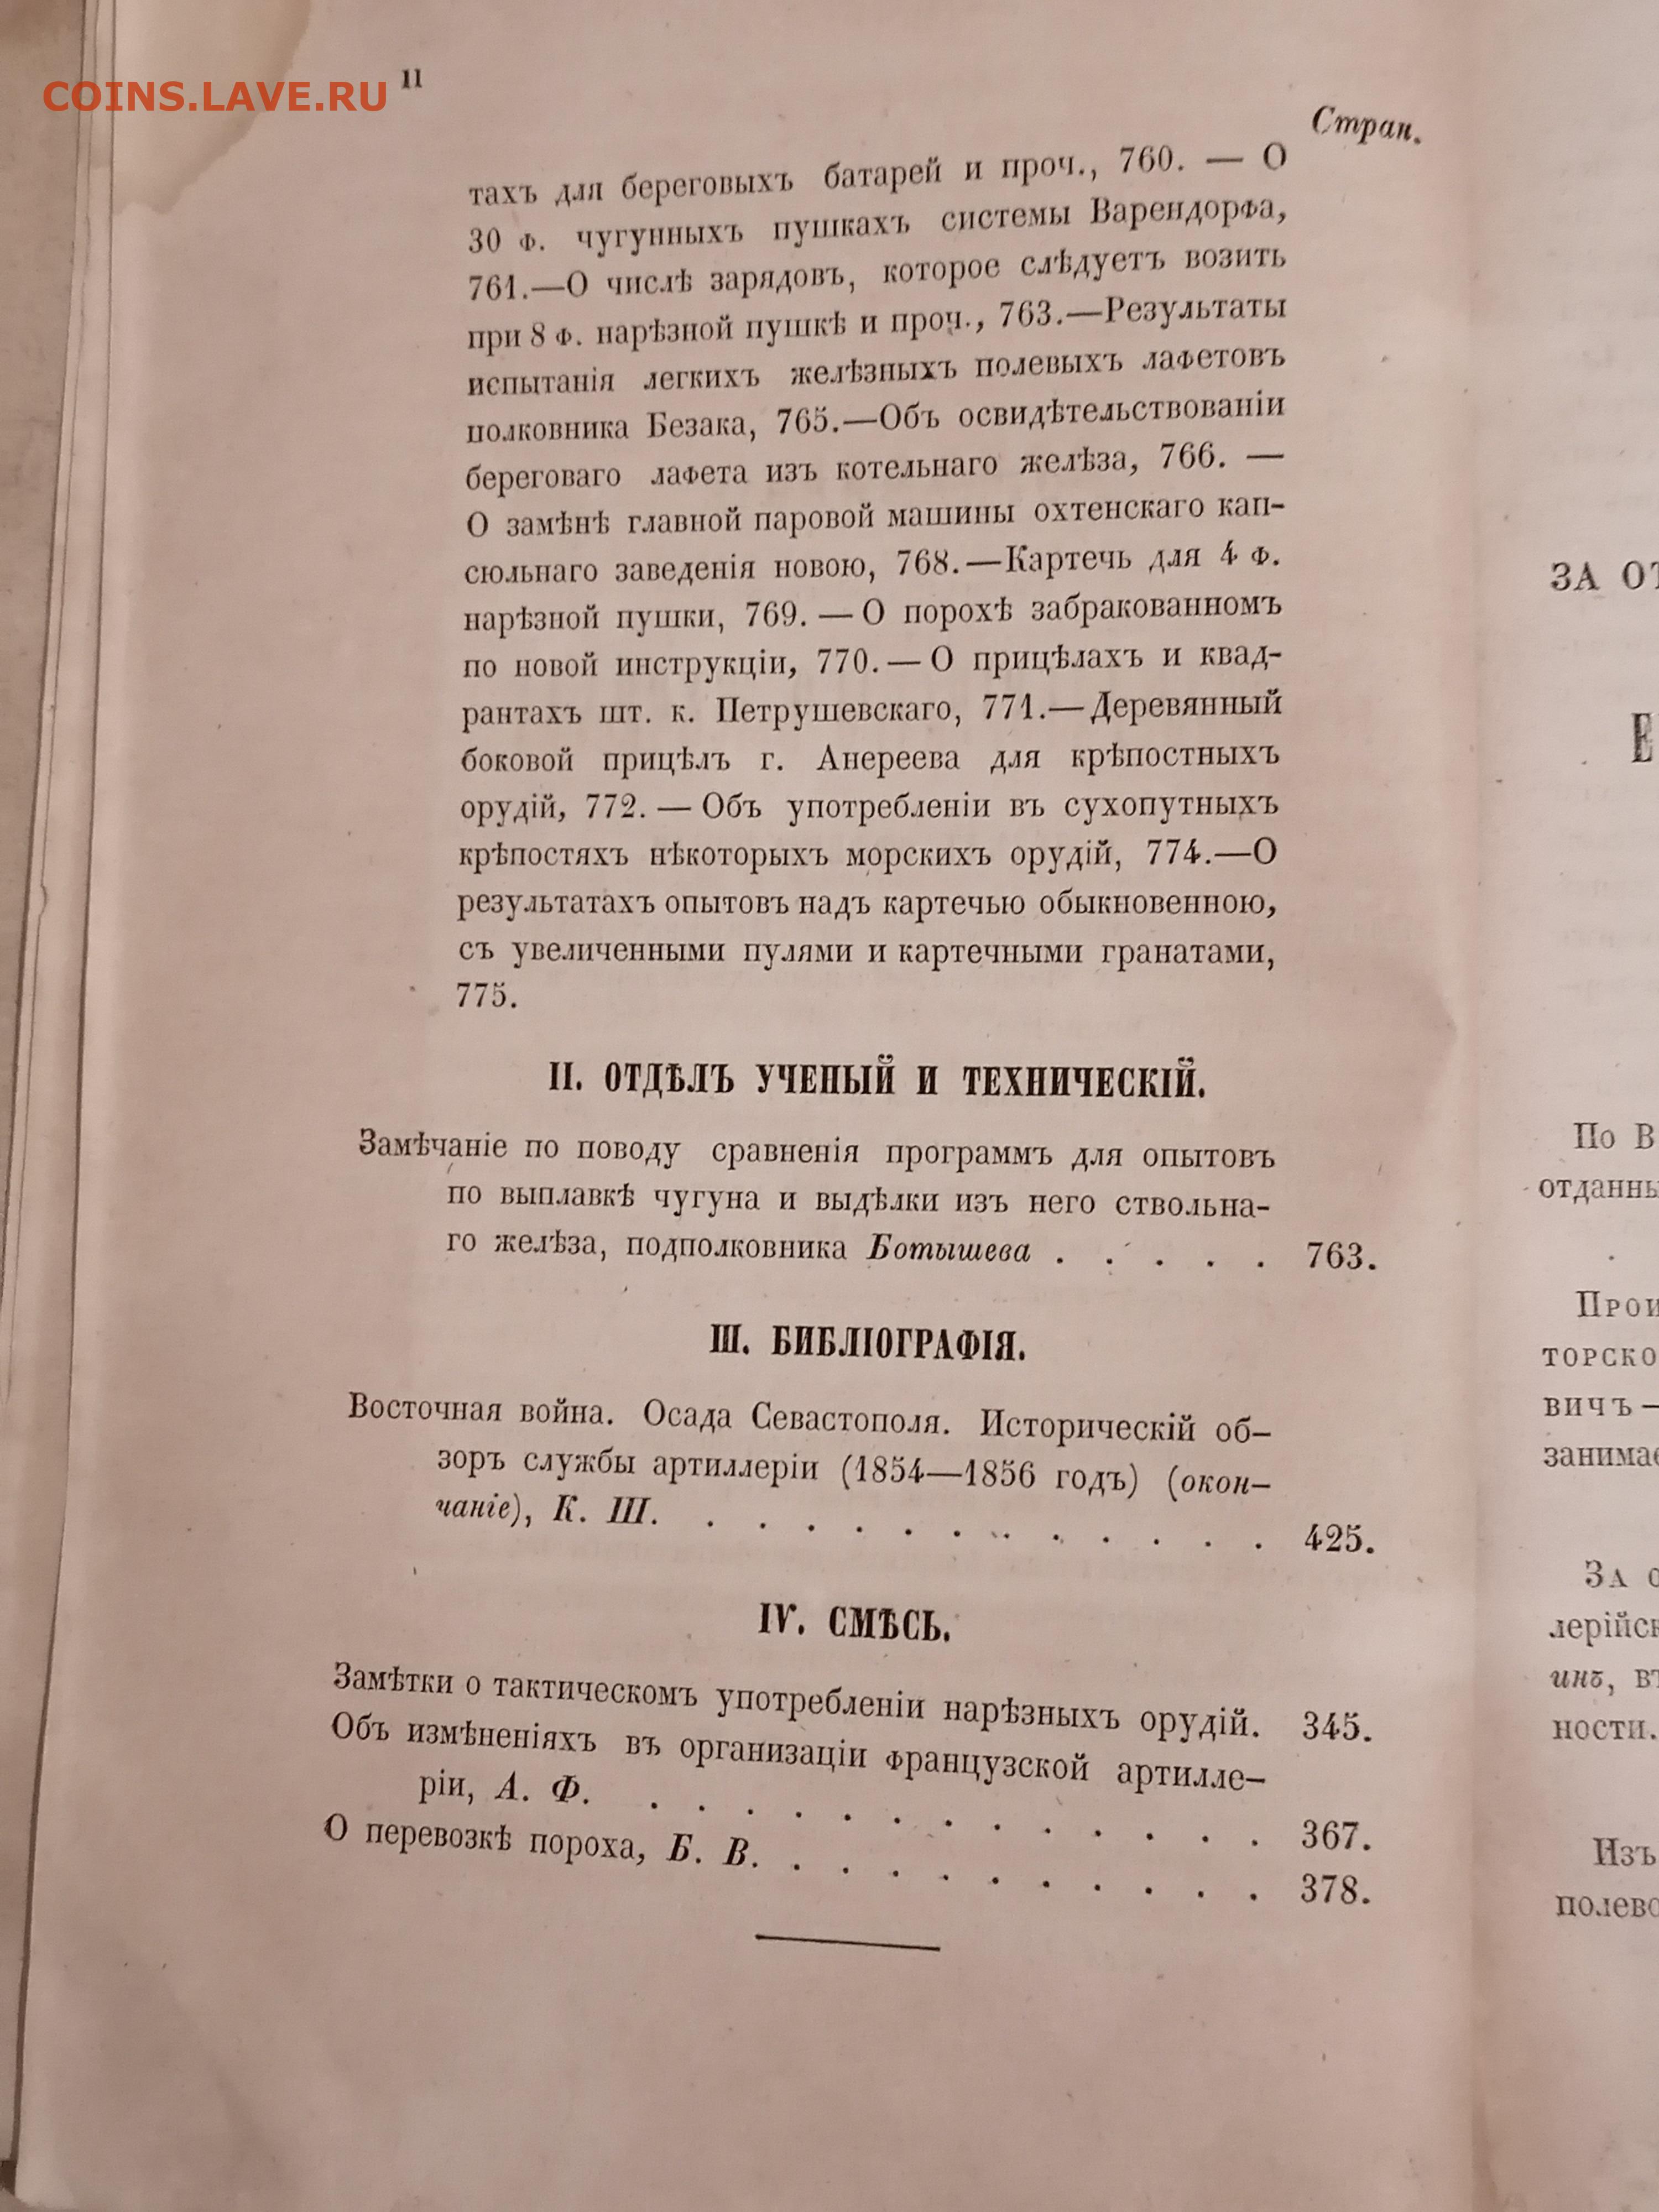 COINS.LAVE.RU
II
Стран.
тахъ для береговыхъ батарей и проч., 760. — О
30 ф. чугунныхъ пушкахъ системы Варендорфа,
761.—О числѣ зарядовъ, которое слѣдуетъ возить
при 8 ф. нарѣзной пушкѣ и проч., 763.—Результаты
испытанія легкихъ желѣзныхъ полевыхъ лафетовъ
полковника Безака, 765.—Объ освидѣтельствованіи
береговаго лафета изъ котельнаго желѣза, 766. —
О замѣнѣ главной паровой машины охтенскаго кап-
сюльнаго заведенія новою, 768.—Картечь для 4 ф.
нарѣзной пушки, 769. — О порохѣ забракованномъ
по новой инструкціи, 770. — О прицѣлахъ и квад-
рантахъ шт. к. Петрушевскаго, 771.—Деревянный
боковой прицѣлъ г. Анереева для крѣпостныхъ
орудій, 772. — Объ употребленіи въ сухопутныхъ
крѣпостяхъ нѣкоторыхъ морскихъ орудій, 774.—О
результатахъ опытовъ надъ картечью обыкновенною,
съ увеличенными пулями и картечными гранатами,
775.
II. ОТДѢЛЪ УЧЕНЫЙ И ТЕХНИЧЕСКІЙ.
Замѣчаніе по поводу сравненія программъ для опытовъ
по выплавкѣ чугуна и выдѣлки изъ него ствольна-
го желѣза, подполковника Ботышева . . . . . 763.
III. БИБЛІОГРАФІЯ.
Восточная война. Осада Севастополя. Историческій об-
зоръ службы артиллеріи (1854—1856 годъ) (окон-
чаніе), К. Ш. . . . . . . . . . . . . 425.
IV. СМѢСЬ.
Замѣтки о тактическомъ употребленіи нарѣзныхъ орудій. 345.
Объ измѣненіяхъ въ организаціи французской артилле-
ріи, А. Ф. . . . . . . . . . . . . . 367.
О перевозкѣ пороха, Б. В. . . . . . . . . . . 378.
ЗА ОТ
Е
По В
отданны
Прои
торско
вичъ—
занимае
За о
лерійск
инъ, въ
ности.
Изъ
полево